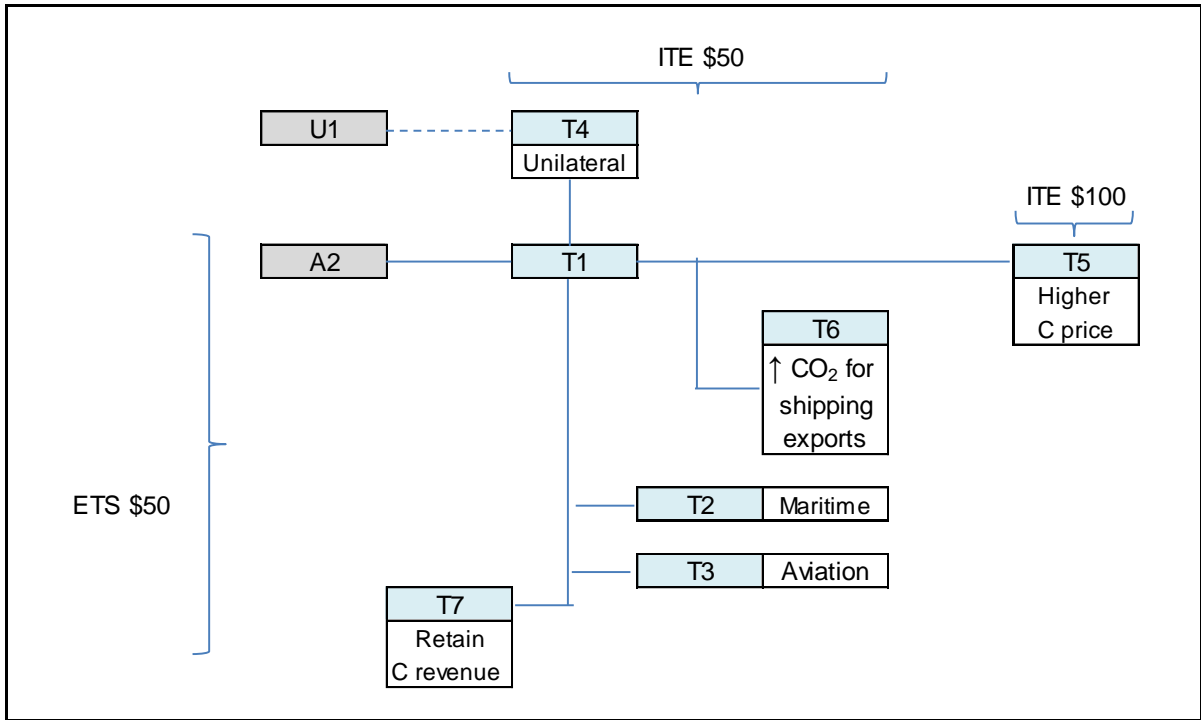 ITE $50
U1
T4
Unilateral
ITE $100
A2
T1
T5
Higher
C price
T6
↑ CO₂ for
shipping
exports
ETS $50
T2
Maritime
T3
Aviation
T7
Retain
C revenue